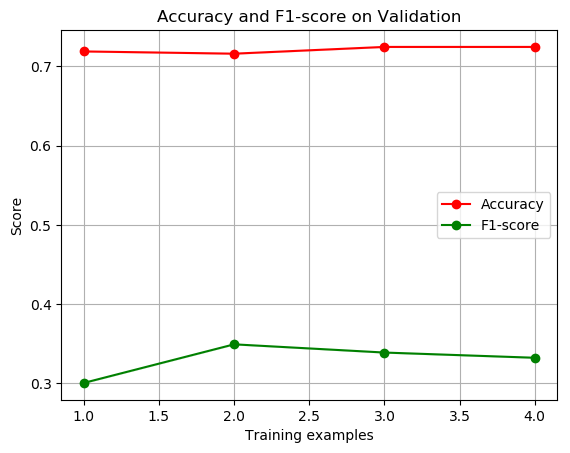 Accuracy and F1-score on Validation
0.7
0.6
0.5
0.4
0.3
Score
Accuracy
F1-score
1.0 1.5 2.0 2.5 3.0 3.5 4.0
Training examples